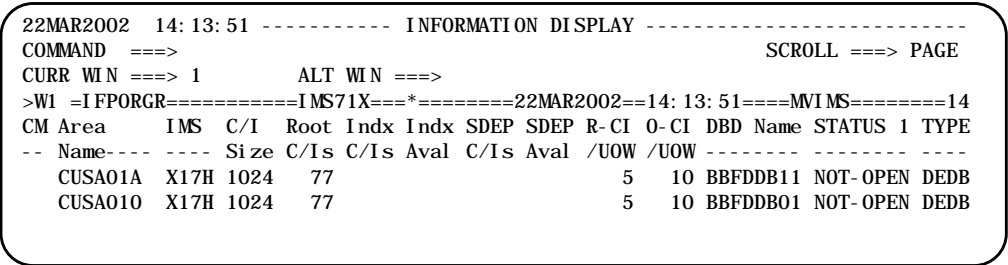 22MAR2002  14:13:51 ----------- INFORMATION DISPLAY --------------------------
COMMAND  ===>                                                SCROLL ===> PAGE
CURR WIN ===> 1        ALT WIN ===>
>W1 =IFPORGR===========IMS71X===*========22MAR2002==14:13:51====MVIMS========14
CM Area     IMS  C/I  Root Indx Indx SDEP SDEP R-CI O-CI DBD Name STATUS 1 TYPE
-- Name---- ---- Size C/Is C/Is Aval C/Is Aval /UOW /UOW -------- -------- ----
   CUSA01A  X17H 1024   77                        5   10 BBFDDB11 NOT-OPEN DEDB
   CUSA010  X17H 1024   77                        5   10 BBFDDB01 NOT-OPEN DEDB